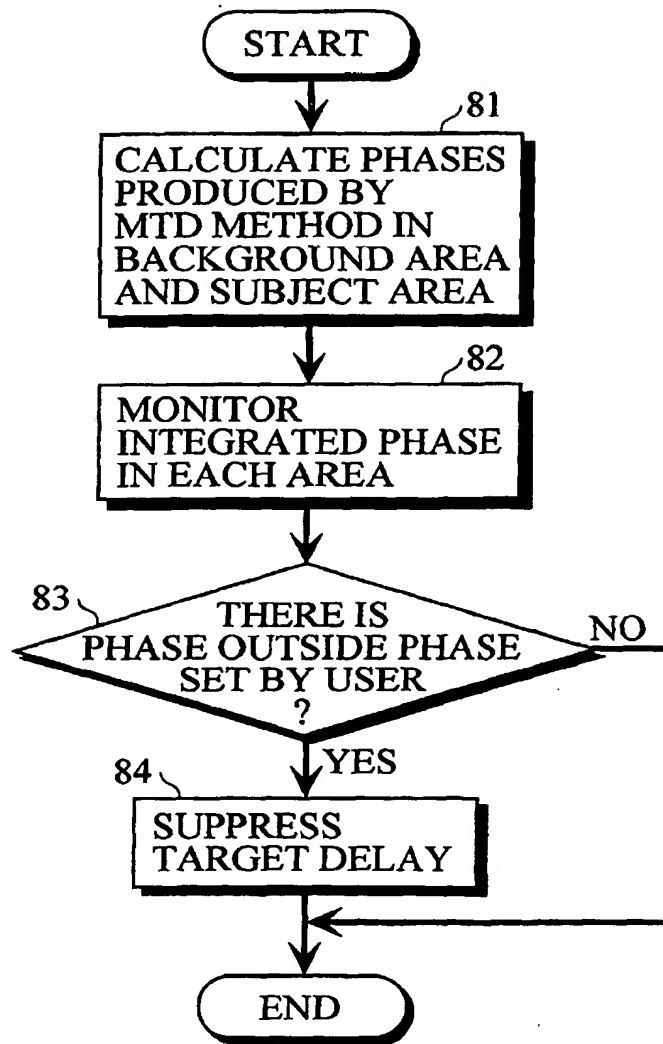 START
81
CALCULATE PHASES
PRODUCED BY
MTD METHOD IN
BACKGROUND AREA
AND SUBJECT AREA
82
MONITOR
INTEGRATED PHASE
IN EACH AREA
83
THERE IS
PHASE OUTSIDE PHASE
SET BY USER
?
NO
YES
84
SUPPRESS
TARGET DELAY
END